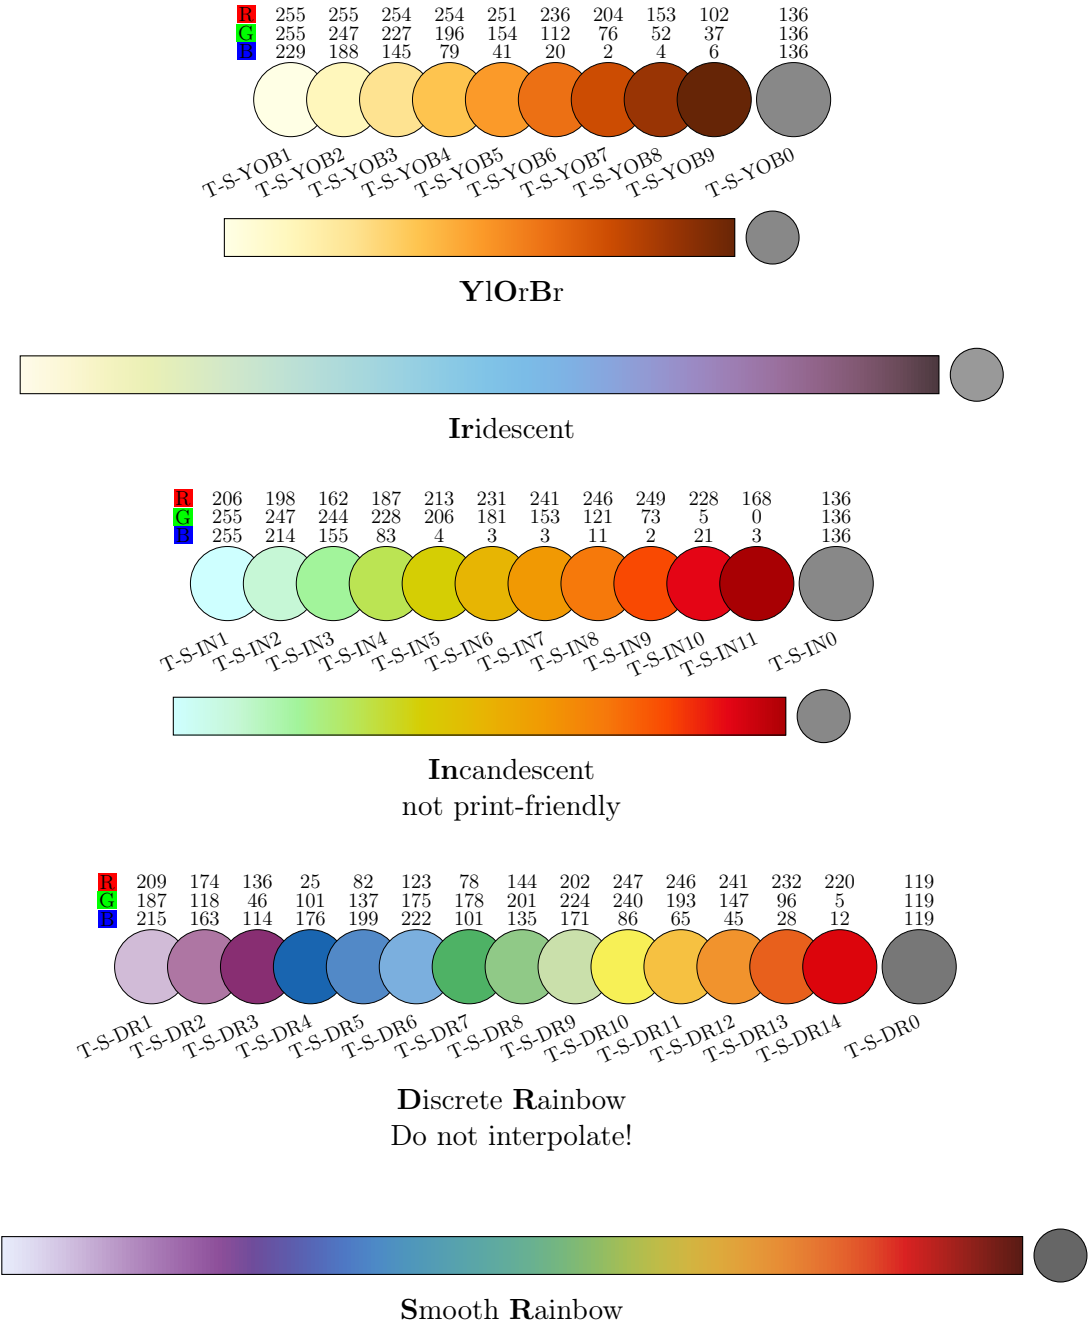 R 255 255 254 254 251 236 204 153 102 136
G 255 247 227 196 154 112 76 52 37 136
B 229 188 145 79 41 20 2 4 6 136
T-S-YOB1 T-S-YOB2 T-S-YOB3 T-S-YOB4 T-S-YOB5 T-S-YOB6 T-S-YOB7 T-S-YOB8 T-S-YOB9 T-S-YOB0
YlOrBr
Iridescent
R 206 198 162 187 213 231 241 246 249 228 168 136
G 255 247 244 228 206 181 153 121 73 5 0 136
B 255 214 155 83 4 3 3 11 2 21 3 136
T-S-IN1 T-S-IN2 T-S-IN3 T-S-IN4 T-S-IN5 T-S-IN6 T-S-IN7 T-S-IN8 T-S-IN9 T-S-IN10 T-S-IN11 T-S-IN0
Incandescent
not print-friendly
R 209 174 136 25 82 123 78 144 202 247 246 241 232 220 119
G 187 118 46 101 137 175 178 201 224 240 193 147 96 5 119
B 215 163 114 176 199 222 101 135 171 86 65 45 28 12 119
T-S-DR1 T-S-DR2 T-S-DR3 T-S-DR4 T-S-DR5 T-S-DR6 T-S-DR7 T-S-DR8 T-S-DR9 T-S-DR10 T-S-DR11 T-S-DR12 T-S-DR13 T-S-DR14 T-S-DR0
Discrete Rainbow
Do not interpolate!
Smooth Rainbow